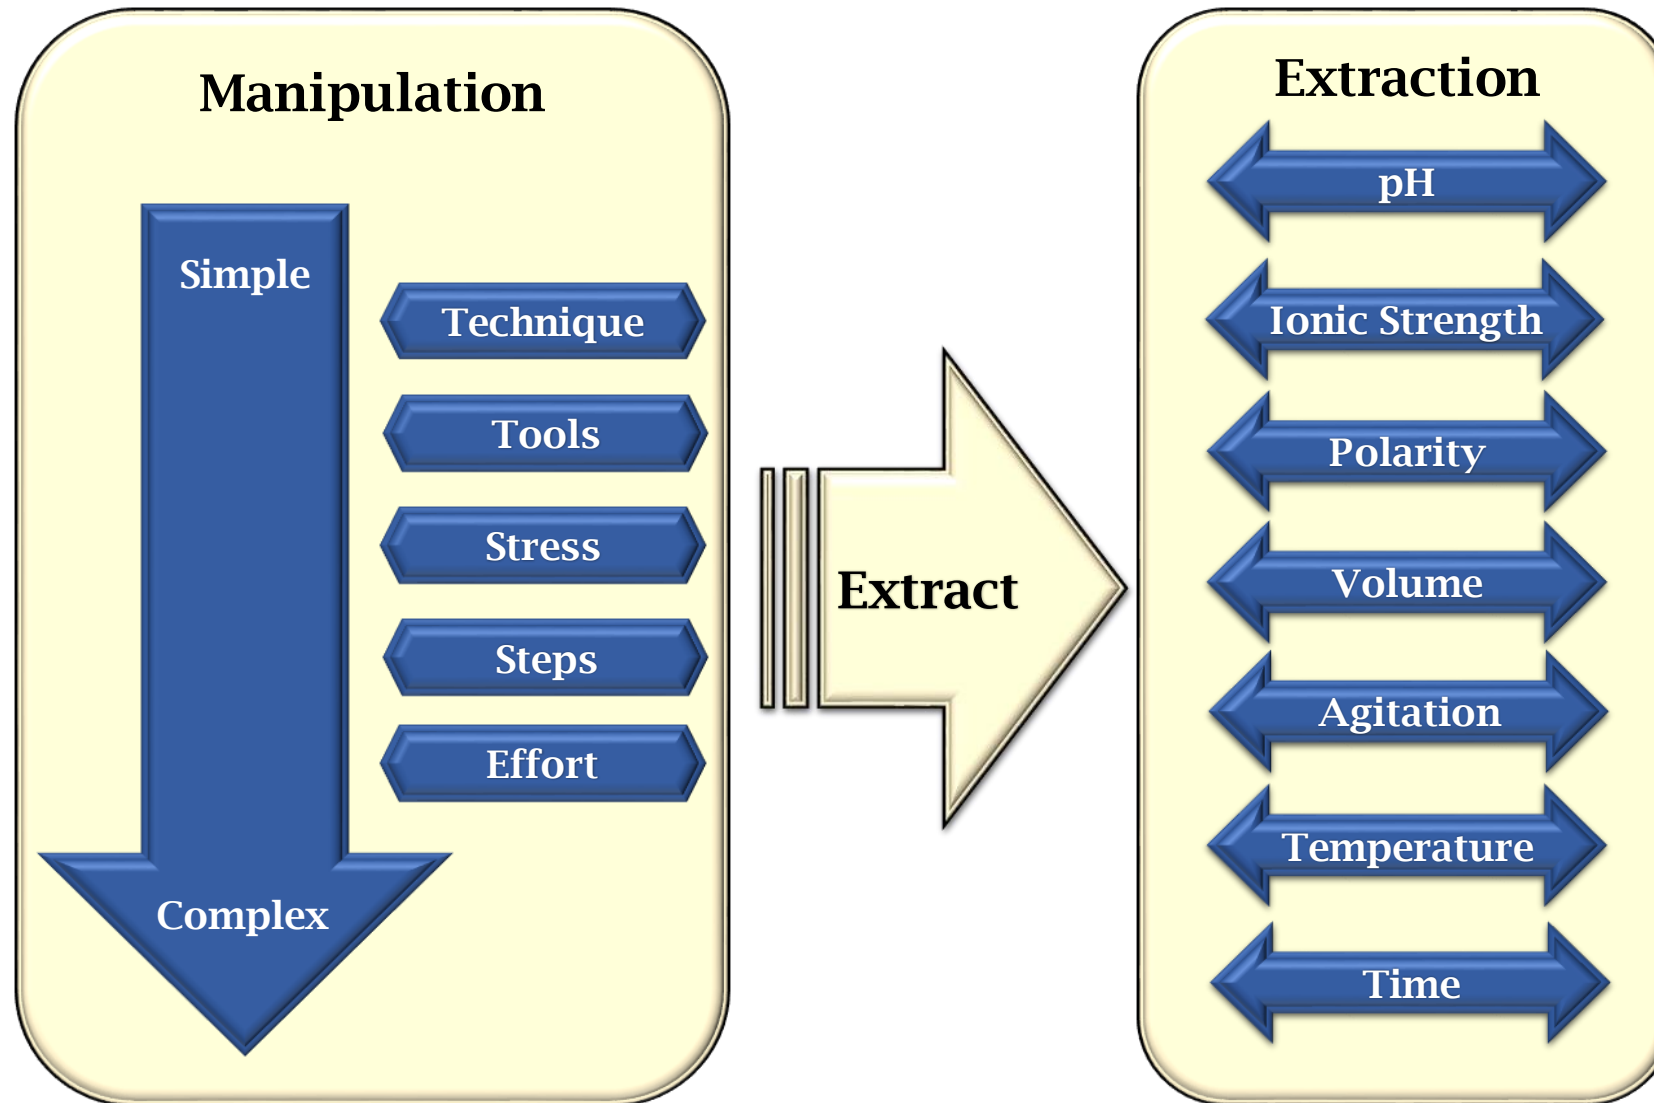 Manipulation
Simple
Technique
Tools
Stress
Steps
Effort
Complex
Extract
Extraction
pH
Ionic Strength
Polarity
Volume
Agitation
Temperature
Time